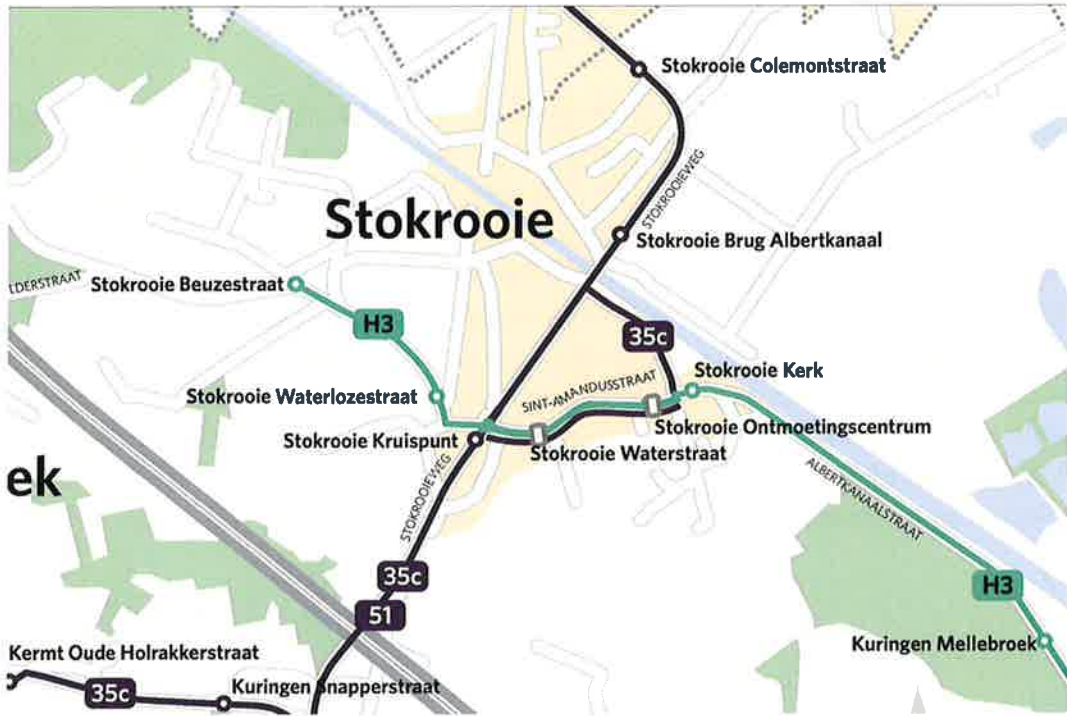 Stokrooie Colemontstraat
STOKROOIEWEG
Stokrooie
Stokrooie Brug Albertkanaal
LDERSTRAAT
Stokrooie Beuzestraat
H3
35c
Stokrooie Kerk
Stokrooie Waterlozestraat
SINT-AMANDUSSTRAAT
Stokrooie Ontmoetingscentrum
Stokrooie Kruispunt
Stokrooie Waterstraat
ek
STOKROOIEWEG
ALBERTKANAALSTRAAT
35c
H3
51
Kuringen Mellebroek
Kermt Oude Holrakkerstraat
35c
Kuringen Snapperstraat